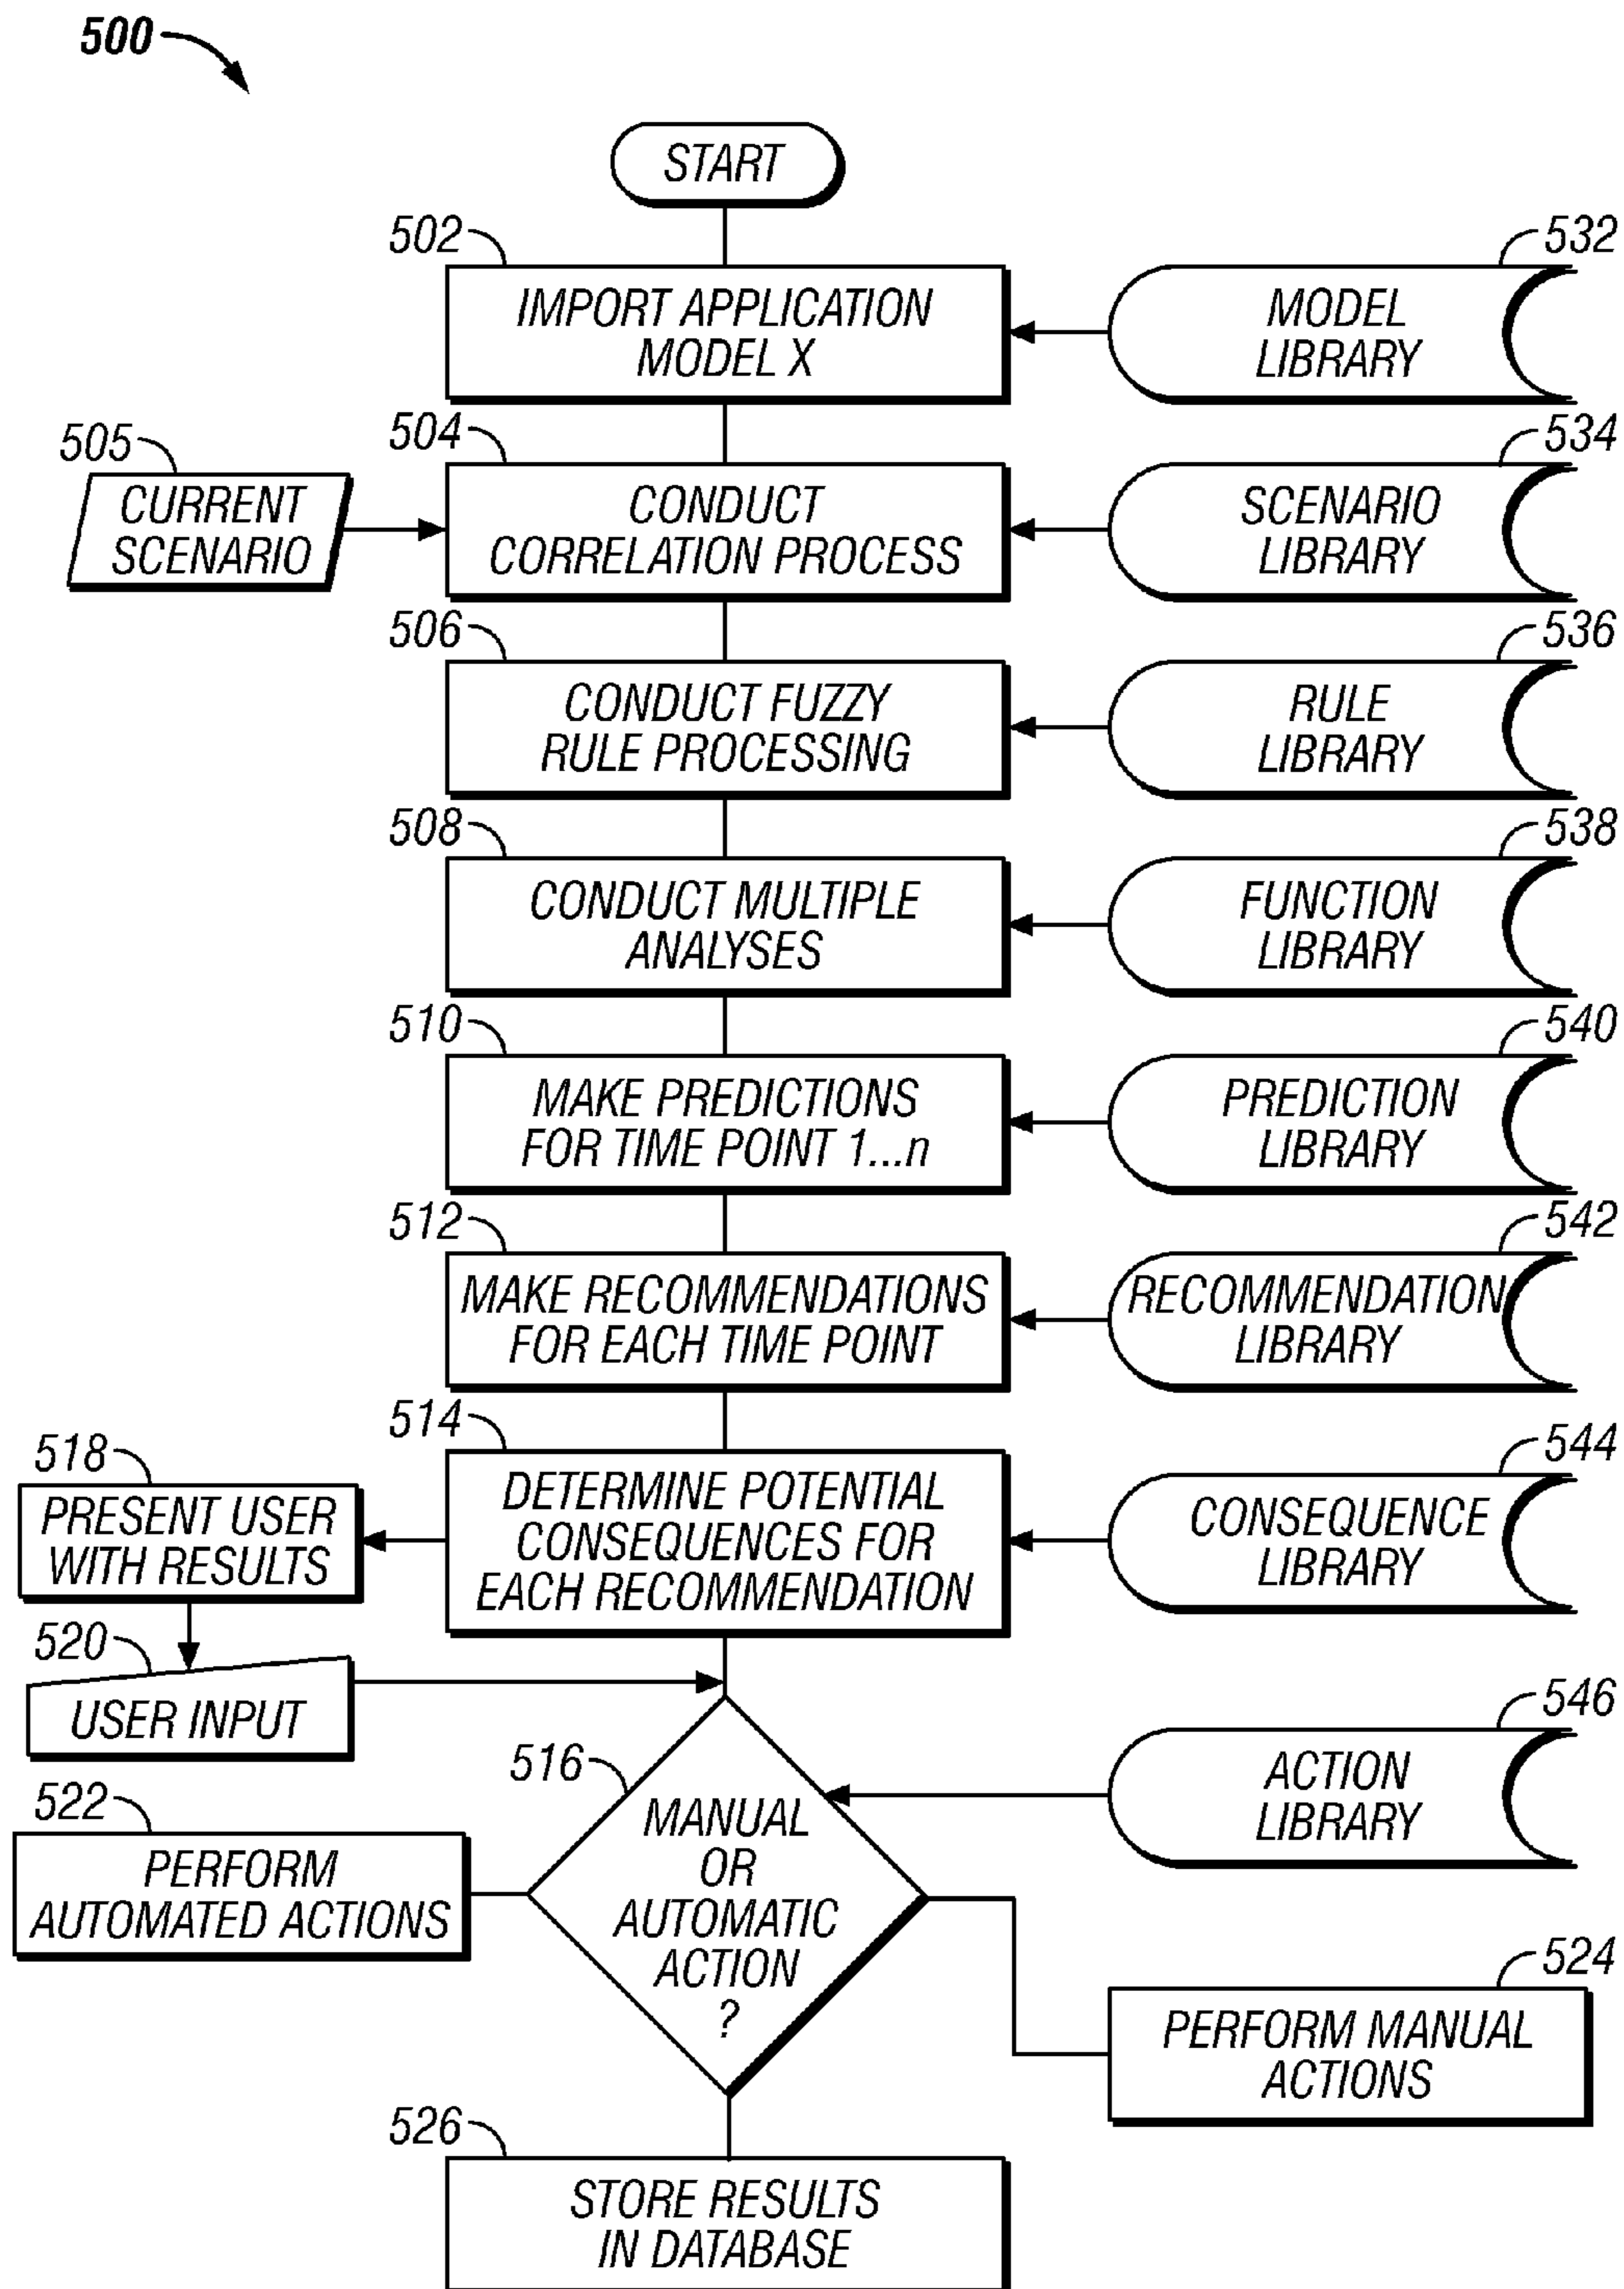 500
START
502
IMPORT APPLICATION
MODEL X
532
MODEL
LIBRARY
505
CURRENT
SCENARIO
504
CONDUCT
CORRELATION PROCESS
534
SCENARIO
LIBRARY
506
CONDUCT FUZZY
RULE PROCESSING
536
RULE
LIBRARY
508
CONDUCT MULTIPLE
ANALYSES
538
FUNCTION
LIBRARY
510
MAKE PREDICTIONS
FOR TIME POINT 1...n
540
PREDICTION
LIBRARY
512
MAKE RECOMMENDATIONS
FOR EACH TIME POINT
542
RECOMMENDATION
LIBRARY
514
DETERMINE POTENTIAL
CONSEQUENCES FOR
EACH RECOMMENDATION
544
CONSEQUENCE
LIBRARY
518
PRESENT USER
WITH RESULTS
520
USER INPUT
516
MANUAL
OR
AUTOMATIC
ACTION
?
546
ACTION
LIBRARY
522
PERFORM
AUTOMATED ACTIONS
524
PERFORM MANUAL
ACTIONS
526
STORE RESULTS
IN DATABASE